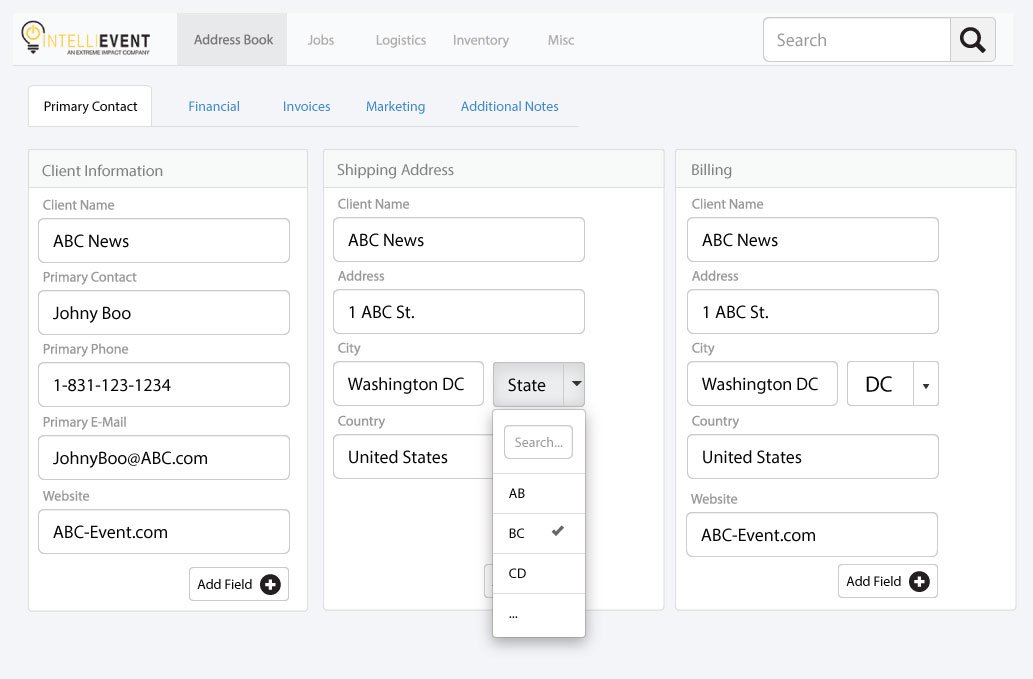 INTELLIEVENT
AN EXTREME IMPACT COMPANY
Address Book
Jobs
Logistics
Inventory
Misc
Search
Primary Contact
Financial
Invoices
Marketing
Additional Notes
Client Information
Client Name
ABC News
Primary Contact
Johny Boo
Primary Phone
1-831-123-1234
Primary E-Mail
JohnyBoo@ABC.com
Website
ABC-Event.com
Add Field
Shipping Address
Client Name
ABC News
Address
1 ABC St.
City
Washington DC
State
Country
United States
Search...
AB
BC
CD
...
Billing
Client Name
ABC News
Address
1 ABC St.
City
Washington DC
DC
Country
United States
Website
ABC-Event.com
Add Field